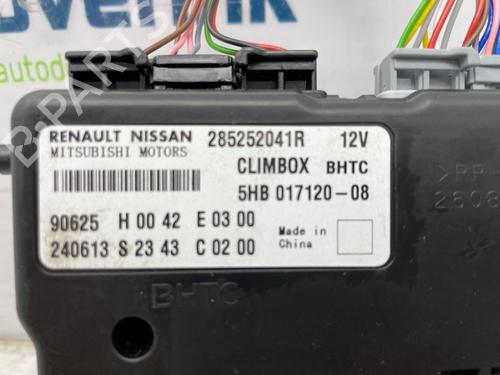 RENAULT NISSAN 285252041R 12V
MITSUBISHI MOTORS CLIMBOX BHTC
5HB 017120-08
90625 H 00 42 E 03 00
240613 S 23 43 C 02 00
Made in
China
BHTC
B-PARTS